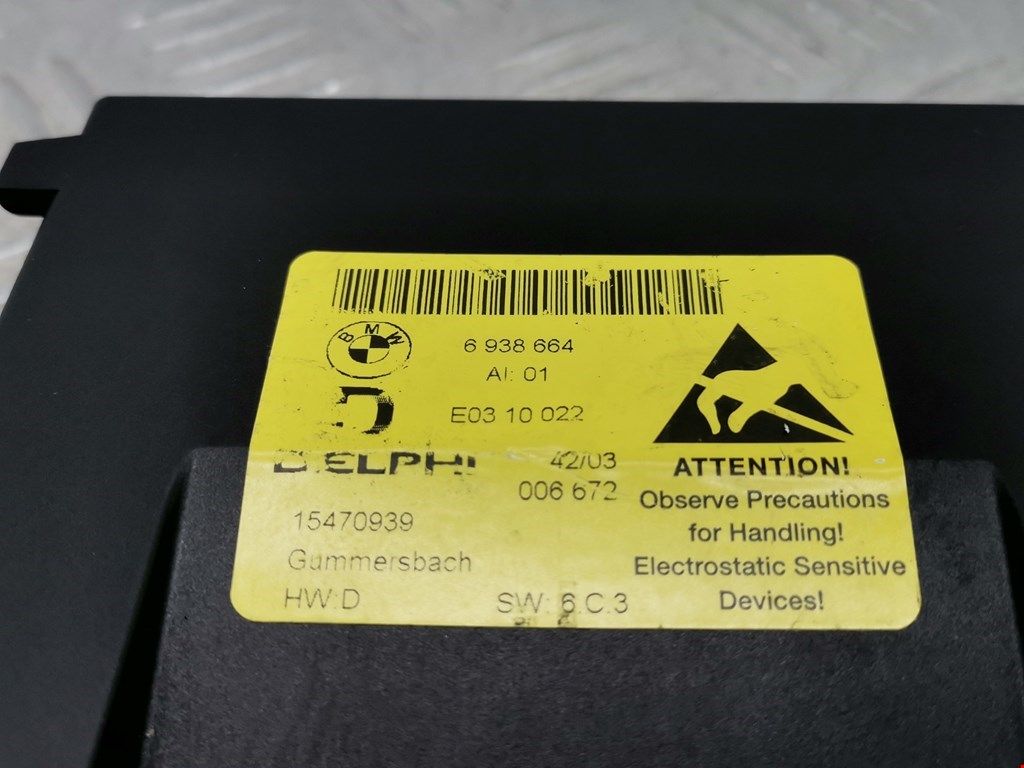 BMW
6 938 664
AI: 01
5
E03 10 022
DELPHI
42/03
006 672
15470939
Gummersbach
HW:D
SW: 6.C.3
ATTENTION!
Observe Precautions
for Handling!
Electrostatic Sensitive
Devices!